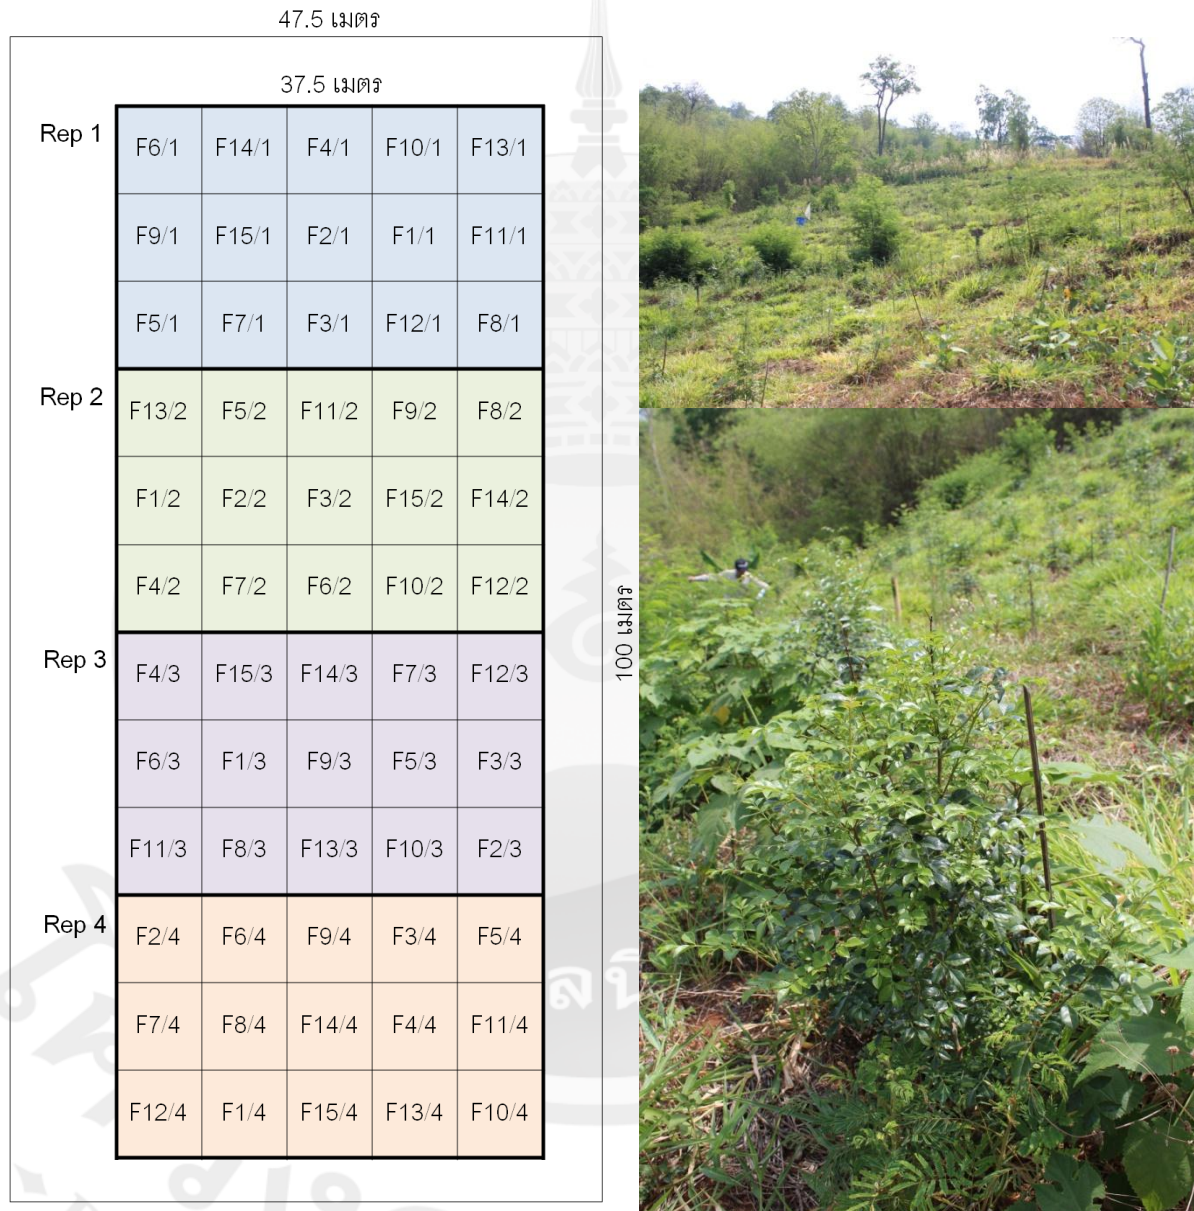 47.5 เมตร
37.5 เมตร
Rep 1
F6/1 F14/1 F4/1 F10/1 F13/1
F9/1 F15/1 F2/1 F1/1 F11/1
F5/1 F7/1 F3/1 F12/1 F8/1
Rep 2
F13/2 F5/2 F11/2 F9/2 F8/2
F1/2 F2/2 F3/2 F15/2 F14/2
F4/2 F7/2 F6/2 F10/2 F12/2
100 เมตร
Rep 3
F4/3 F15/3 F14/3 F7/3 F12/3
F6/3 F1/3 F9/3 F5/3 F3/3
F11/3 F8/3 F13/3 F10/3 F2/3
Rep 4
F2/4 F6/4 F9/4 F3/4 F5/4
F7/4 F8/4 F14/4 F4/4 F11/4
F12/4 F1/4 F15/4 F13/4 F10/4